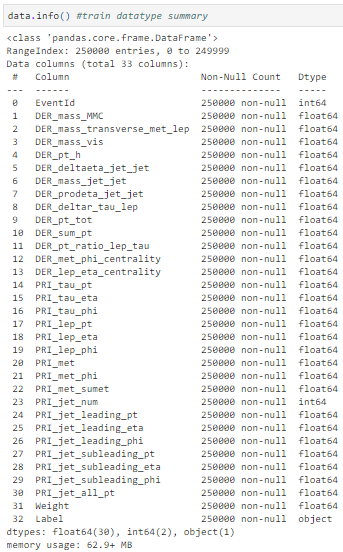 data.info() #train datatype summary
<class 'pandas.core.frame.DataFrame'>
RangeIndex: 250000 entries, 0 to 249999
Data columns (total 33 columns):
 #   Column                       Non-Null Count   Dtype
---  ------                       --------------   -----
 0   EventId                      250000 non-null  int64
 1   DER_mass_MMC                 250000 non-null  float64
 2   DER_mass_transverse_met_lep  250000 non-null  float64
 3   DER_mass_vis                 250000 non-null  float64
 4   DER_pt_h                     250000 non-null  float64
 5   DER_deltaeta_jet_jet         250000 non-null  float64
 6   DER_mass_jet_jet             250000 non-null  float64
 7   DER_prodeta_jet_jet          250000 non-null  float64
 8   DER_deltar_tau_lep           250000 non-null  float64
 9   DER_pt_tot                   250000 non-null  float64
 10  DER_sum_pt                   250000 non-null  float64
 11  DER_pt_ratio_lep_tau         250000 non-null  float64
 12  DER_met_phi_centrality       250000 non-null  float64
 13  DER_lep_eta_centrality       250000 non-null  float64
 14  PRI_tau_pt                   250000 non-null  float64
 15  PRI_tau_eta                  250000 non-null  float64
 16  PRI_tau_phi                  250000 non-null  float64
 17  PRI_lep_pt                   250000 non-null  float64
 18  PRI_lep_eta                  250000 non-null  float64
 19  PRI_lep_phi                  250000 non-null  float64
 20  PRI_met                      250000 non-null  float64
 21  PRI_met_phi                  250000 non-null  float64
 22  PRI_met_sumet                250000 non-null  float64
 23  PRI_jet_num                  250000 non-null  int64
 24  PRI_jet_leading_pt           250000 non-null  float64
 25  PRI_jet_leading_eta          250000 non-null  float64
 26  PRI_jet_leading_phi          250000 non-null  float64
 27  PRI_jet_subleading_pt        250000 non-null  float64
 28  PRI_jet_subleading_eta       250000 non-null  float64
 29  PRI_jet_subleading_phi       250000 non-null  float64
 30  PRI_jet_all_pt               250000 non-null  float64
 31  Weight                       250000 non-null  float64
 32  Label                        250000 non-null  object
dtypes: float64(30), int64(2), object(1)
memory usage: 62.9+ MB